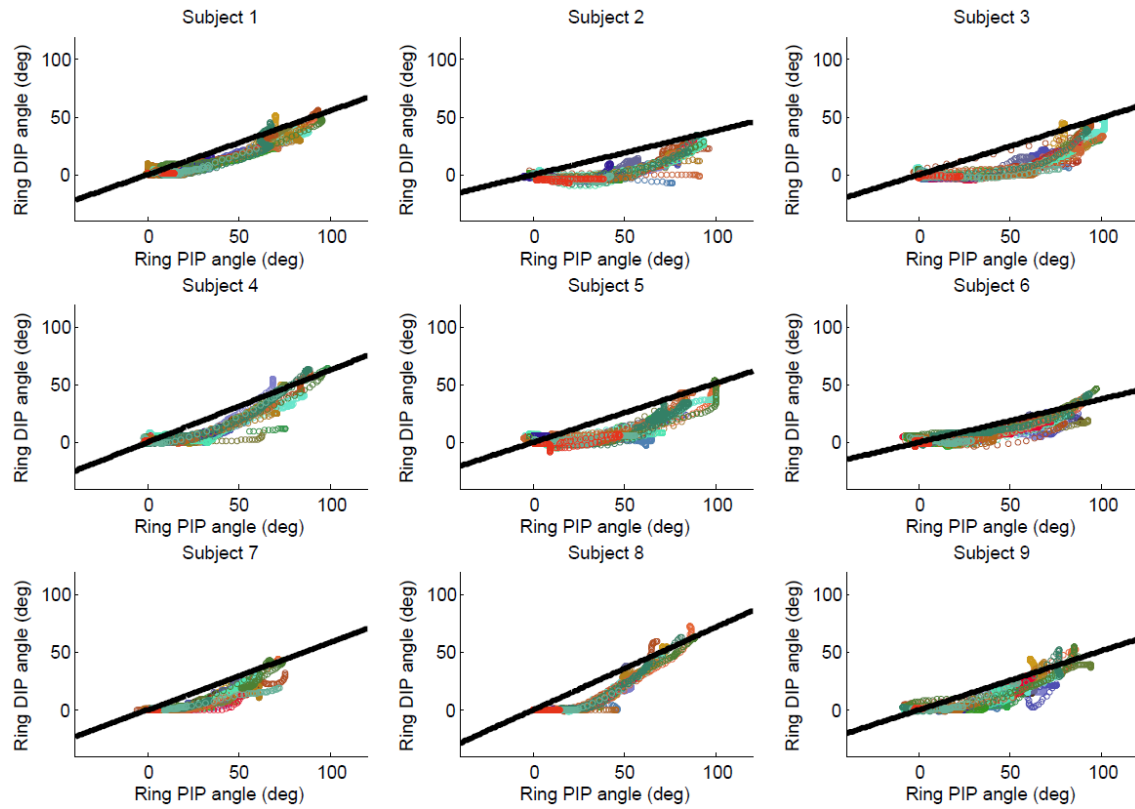 Subject 1
Subject 2
Subject 3
Ring DIP angle (deg)
100
50
0
0
50
100
Ring PIP angle (deg)
Ring DIP angle (deg)
100
50
0
0
50
100
Ring PIP angle (deg)
Ring DIP angle (deg)
100
50
0
0
50
100
Ring PIP angle (deg)
Subject 4
Subject 5
Subject 6
Ring DIP angle (deg)
100
50
0
0
50
100
Ring PIP angle (deg)
Ring DIP angle (deg)
100
50
0
0
50
100
Ring PIP angle (deg)
Ring DIP angle (deg)
100
50
0
0
50
100
Ring PIP angle (deg)
Subject 7
Subject 8
Subject 9
Ring DIP angle (deg)
100
50
0
0
50
100
Ring PIP angle (deg)
Ring DIP angle (deg)
100
50
0
0
50
100
Ring PIP angle (deg)
Ring DIP angle (deg)
100
50
0
0
50
100
Ring PIP angle (deg)